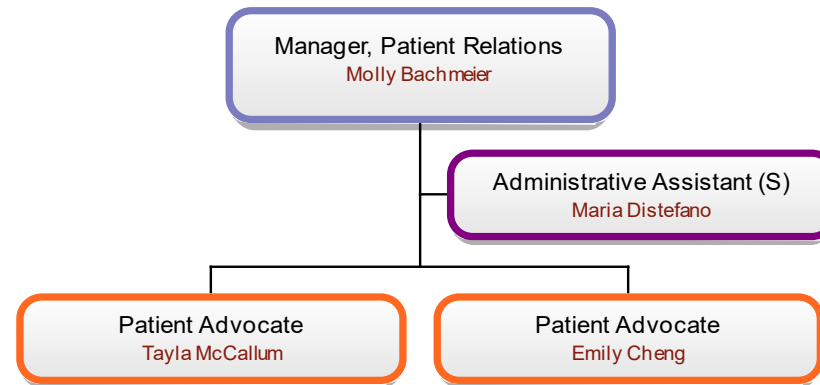 Manager, Patient Relations
Molly Bachmeier
Administrative Assistant (S)
Maria Distefano
Patient Advocate
Tayla McCallum
Patient Advocate
Emily Cheng